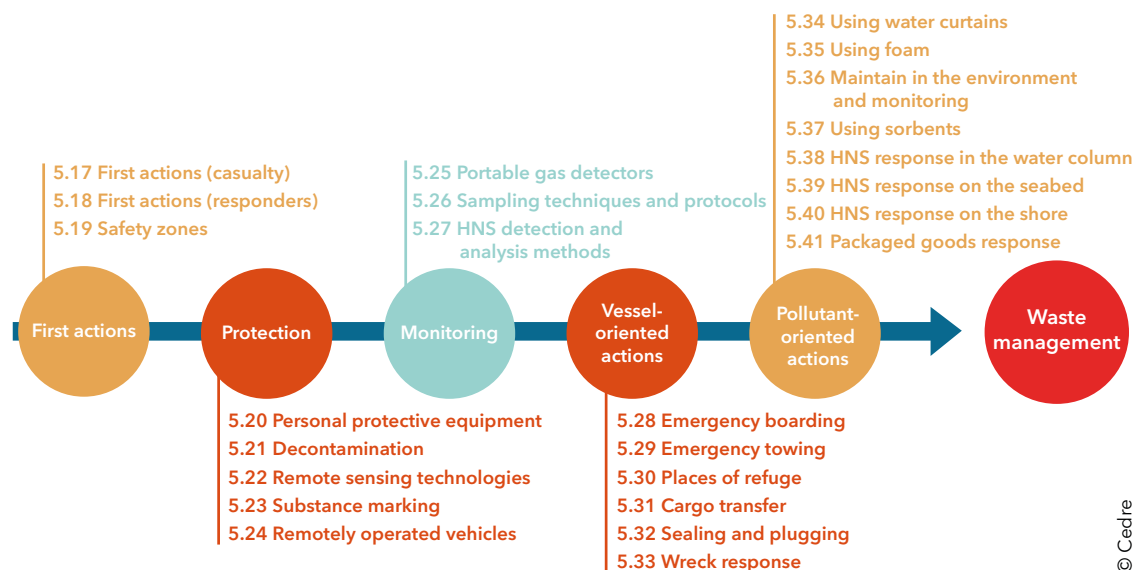 5.17 First actions (casualty)
5.18 First actions (responders)
5.19 Safety zones
First actions
Protection
5.20 Personal protective equipment
5.21 Decontamination
5.22 Remote sensing technologies
5.23 Substance marking
5.24 Remotely operated vehicles
5.25 Portable gas detectors
5.26 Sampling techniques and protocols
5.27 HNS detection and
analysis methods
Monitoring
Vessel-
oriented
actions
5.28 Emergency boarding
5.29 Emergency towing
5.30 Places of refuge
5.31 Cargo transfer
5.32 Sealing and plugging
5.33 Wreck response
5.34 Using water curtains
5.35 Using foam
5.36 Maintain in the environment
and monitoring
5.37 Using sorbents
5.38 HNS response in the water column
5.39 HNS response on the seabed
5.40 HNS response on the shore
5.41 Packaged goods response
Pollutant-
oriented
actions
Waste
management
© Cedre